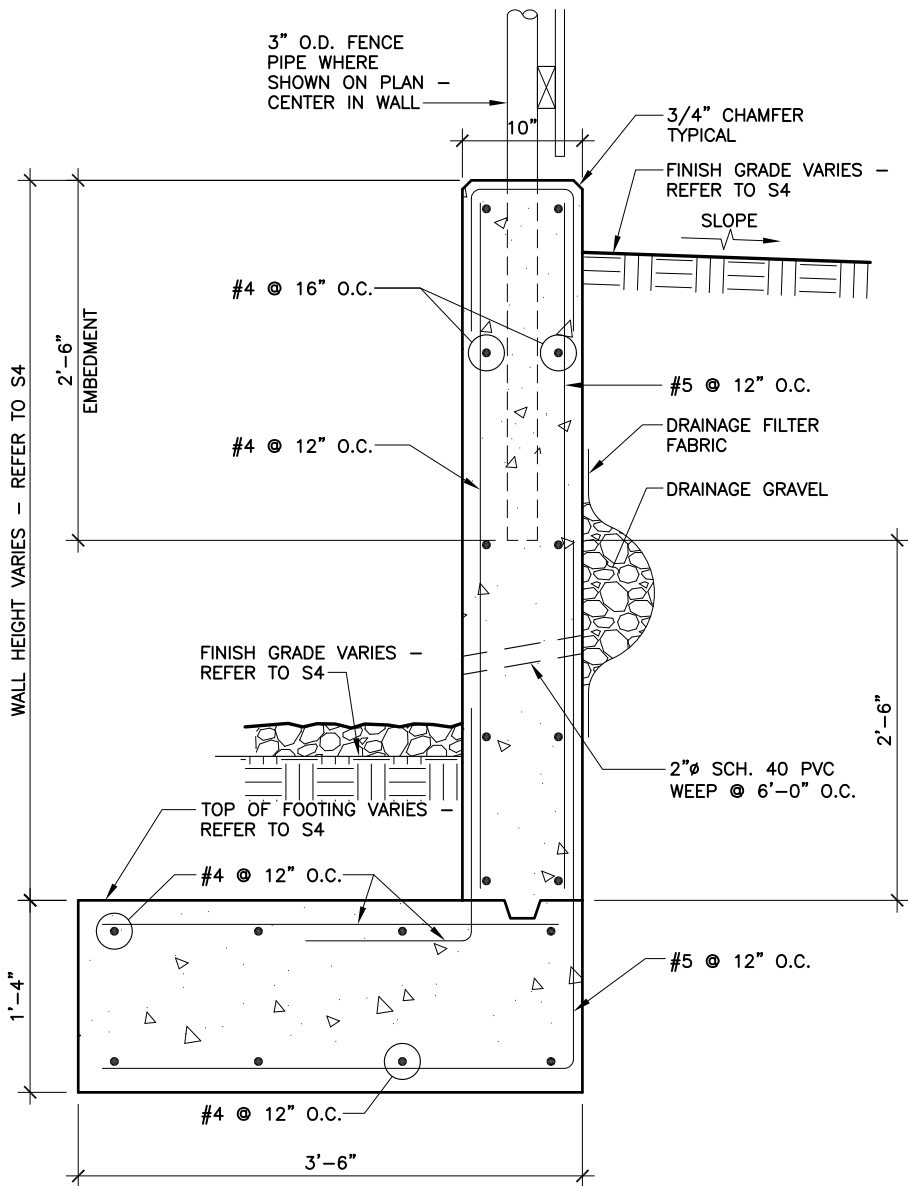 3" O.D. FENCE
PIPE WHERE
SHOWN ON PLAN –
CENTER IN WALL
10"
3/4" CHAMFER
TYPICAL
FINISH GRADE VARIES –
REFER TO S4
SLOPE
#4 @ 16" O.C.
2'-6"
EMBEDMENT
WALL HEIGHT VARIES – REFER TO S4
#5 @ 12" O.C.
#4 @ 12" O.C.
DRAINAGE FILTER
FABRIC
DRAINAGE GRAVEL
FINISH GRADE VARIES –
REFER TO S4
2'-6"
2"ø SCH. 40 PVC
WEEP @ 6'-0" O.C.
TOP OF FOOTING VARIES –
REFER TO S4
#4 @ 12" O.C.
#5 @ 12" O.C.
1'-4"
#4 @ 12" O.C.
3'-6"